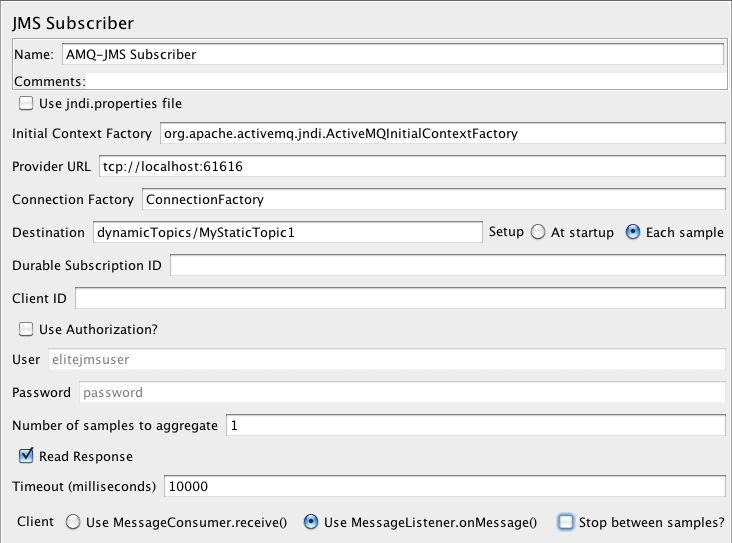 JMS Subscriber
Name: AMQ-JMS Subscriber
Comments:
Use jndi.properties file
Initial Context Factory org.apache.activemq.jndi.ActiveMQInitialContextFactory
Provider URL tcp://localhost:61616
Connection Factory ConnectionFactory
Destination dynamicTopics/MyStaticTopic1 Setup At startup Each sample
Durable Subscription ID
Client ID
Use Authorization?
User elitejmsuser
Password password
Number of samples to aggregate 1
Read Response
Timeout (milliseconds) 10000
Client Use MessageConsumer.receive() Use MessageListener.onMessage() Stop between samples?